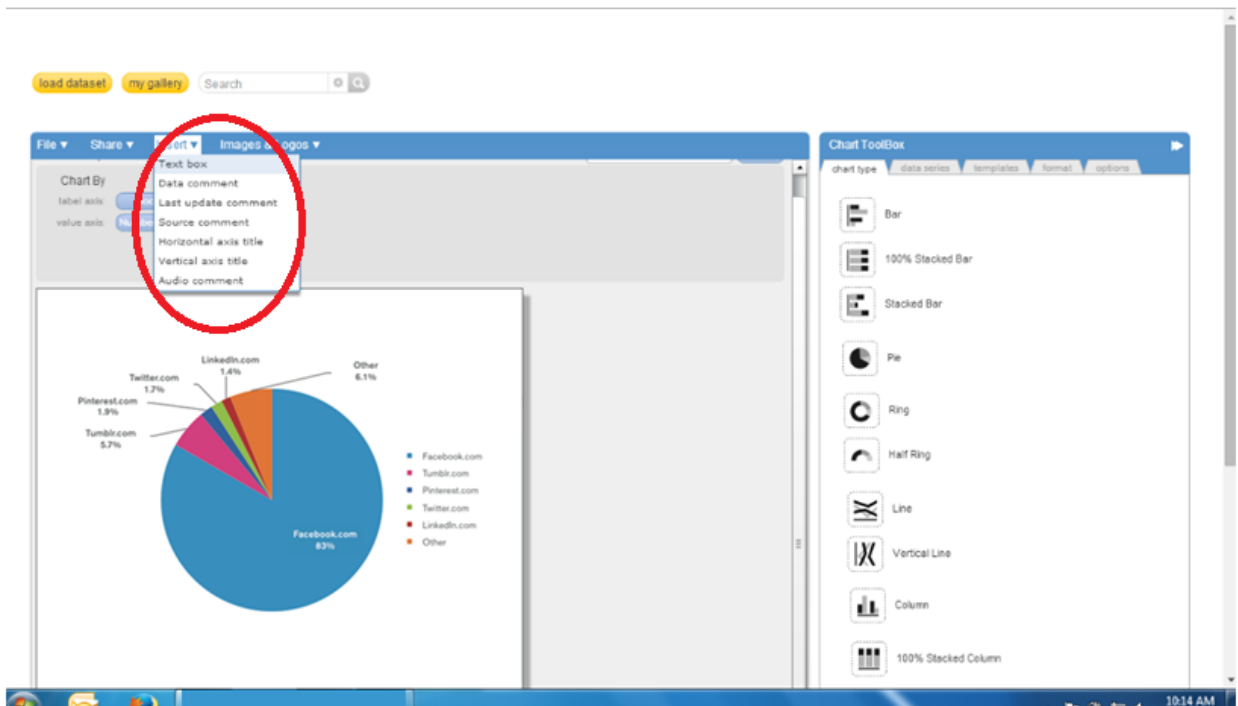 load dataset my gallery Search
File ▼ Share ▼ Insert ▼ Images & Logos ▼
Text box
Data comment
Last update comment
Source comment
Horizontal axis title
Vertical axis title
Audio comment
Chart By
label axis:
value axis:
LinkedIn.com
1.4%
Other
6.1%
Twitter.com
1.7%
Pinterest.com
1.9%
Tumblr.com
5.7%
Facebook.com
83%
Facebook.com
Tumblr.com
Pinterest.com
Twitter.com
LinkedIn.com
Other
Chart ToolBox
chart type data series templates format options
Bar
100% Stacked Bar
Stacked Bar
Pie
Ring
Half Ring
Line
Vertical Line
Column
100% Stacked Column
10:14 AM